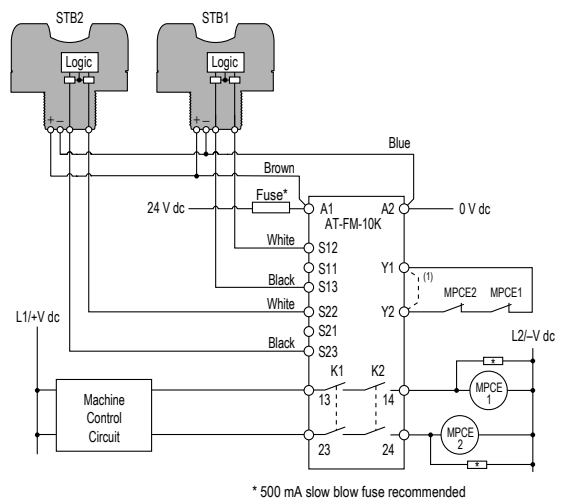 STB2 STB1
Logic Logic
+ – + –
Blue
Brown
Fuse*
24 V dc A1 A2 0 V dc
AT-FM-10K
White S12
S11 Y1 (1)
Black S13 MPCE2 MPCE1
White S22 Y2
L1/+V dc S21 L2/–V dc
Black S23
*
K1 K2
13 14 MPCE 1
Machine Control Circuit
MPCE 2
23 24
*
* 500 mA slow blow fuse recommended